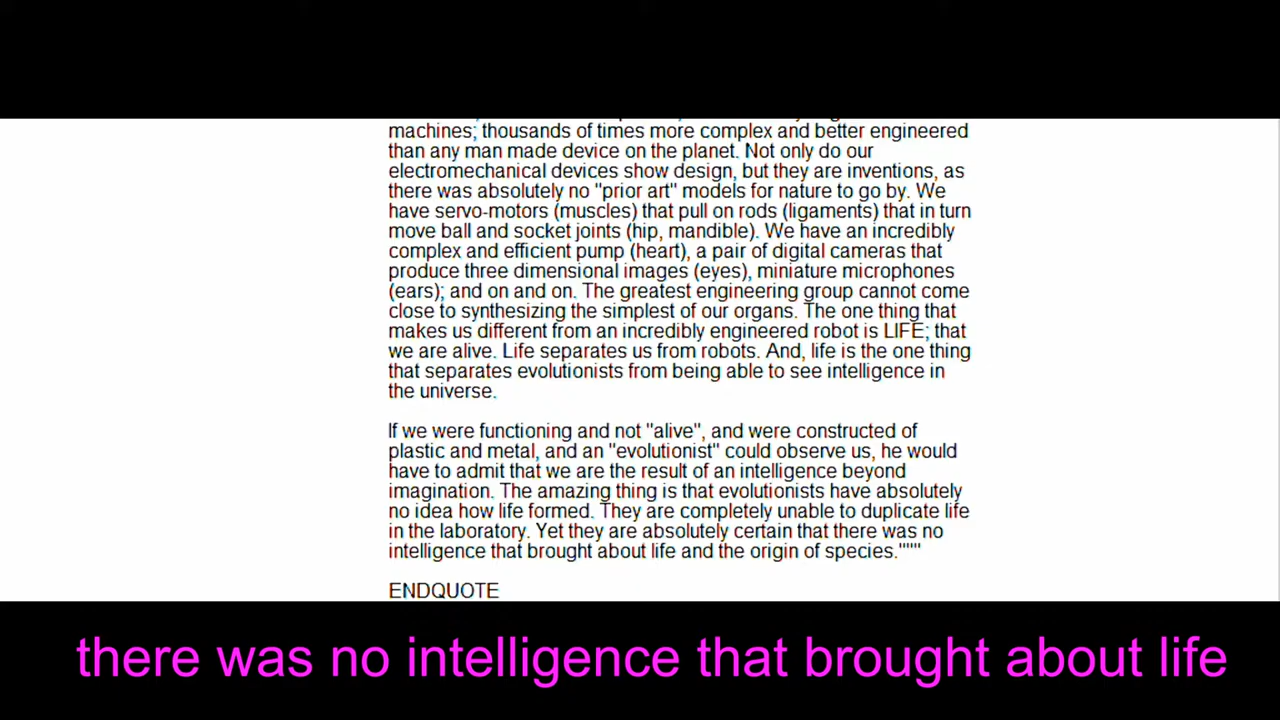 machines; thousands of times more complex and better engineered
than any man made device on the planet. Not only do our
electromechanical devices show design, but they are inventions, as
there was absolutely no "prior art" models for nature to go by. We
have servo-motors (muscles) that pull on rods (ligaments) that in turn
move ball and socket joints (hip, mandible). We have an incredibly
complex and efficient pump (heart), a pair of digital cameras that
produce three dimensional images (eyes), miniature microphones
(ears); and on and on. The greatest engineering group cannot come
close to synthesizing the simplest of our organs. The one thing that
makes us different from an incredibly engineered robot is LIFE; that
we are alive. Life separates us from robots. And, life is the one thing
that separates evolutionists from being able to see intelligence in
the universe.
If we were functioning and not "alive", and were constructed of
plastic and metal, and an "evolutionist" could observe us, he would
have to admit that we are the result of an intelligence beyond
imagination. The amazing thing is that evolutionists have absolutely
no idea how life formed. They are completely unable to duplicate life
in the laboratory. Yet they are absolutely certain that there was no
intelligence that brought about life and the origin of species."""
ENDQUOTE
there was no intelligence that brought about life